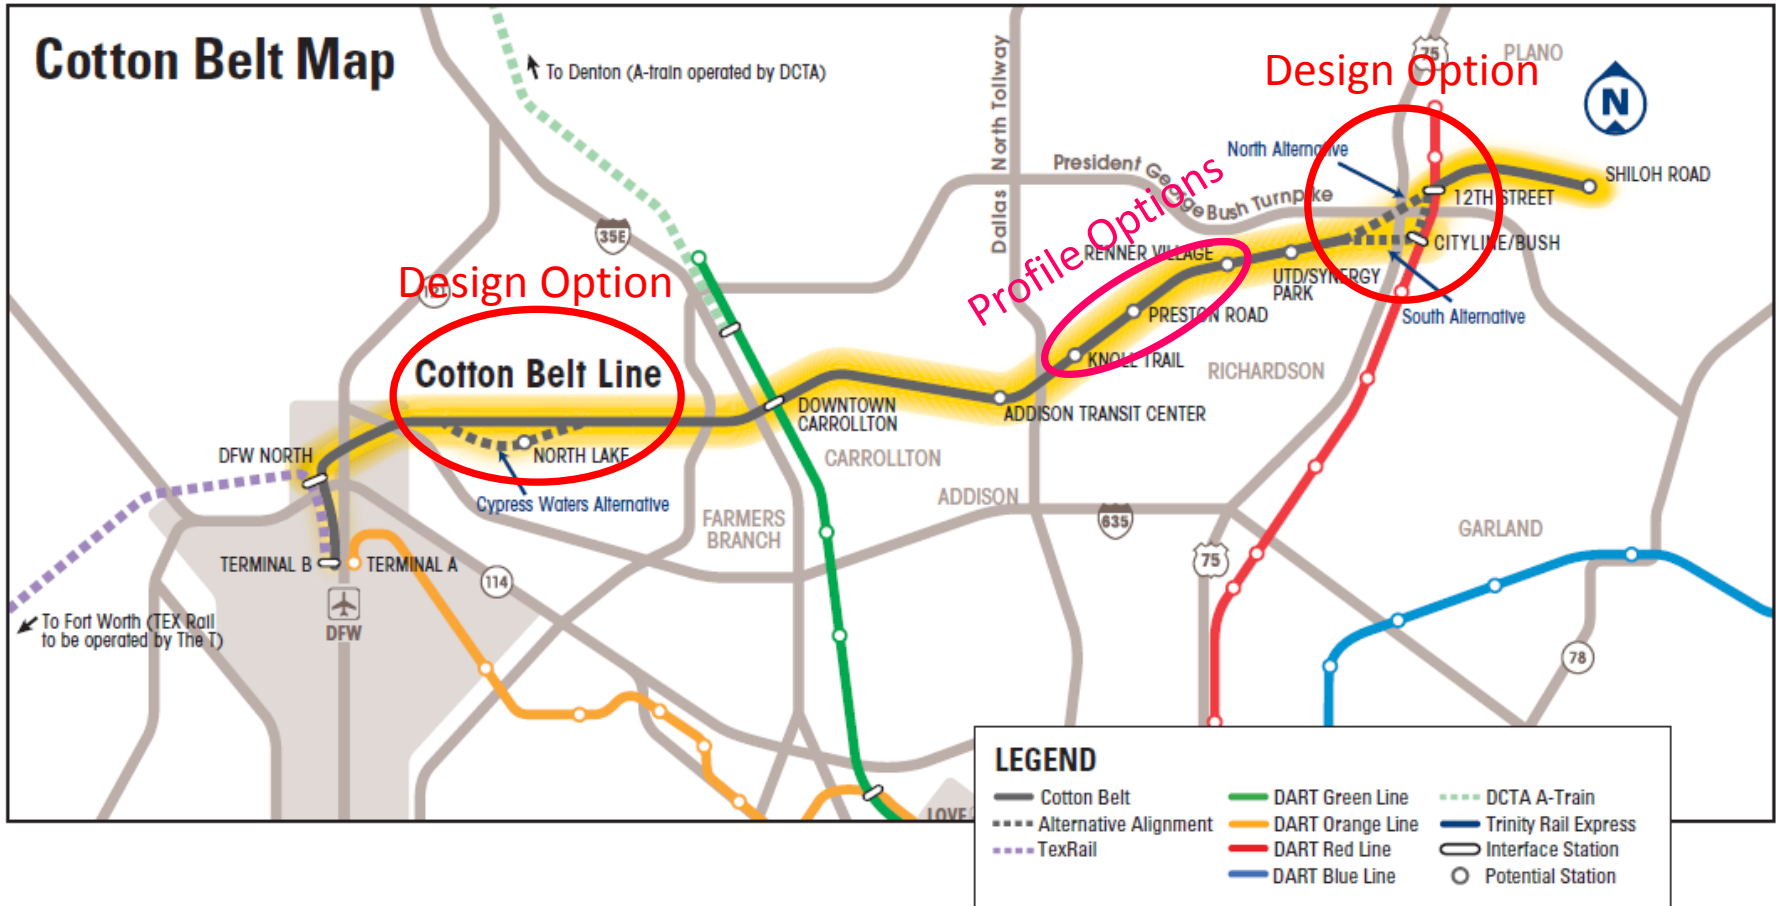 Cotton Belt Map
To Denton (A-train operated by DCTA)
Design Option
75
PLANO
N
Dallas North Tollway
President George Bush Turnpike
North Alternative
SHILOH ROAD
12TH STREET
Profile Options
35E
RENNER VILLAGE
CITYLINE/BUSH
UTD/SYNERGY
PARK
South Alternative
Design Option
121
PRESTON ROAD
KNOLL TRAIL
RICHARDSON
Cotton Belt Line
ADDISON TRANSIT CENTER
DOWNTOWN
CARROLLTON
DFW NORTH
NORTH LAKE
CARROLLTON
Cypress Waters Alternative
ADDISON
FARMERS
BRANCH
635
GARLAND
TERMINAL B
TERMINAL A
114
75
To Fort Worth (TEX Rail
to be operated by The T)
DFW
78
LOVE
LEGEND
Cotton Belt
Alternative Alignment
TexRail
DART Green Line
DART Orange Line
DART Red Line
DART Blue Line
DCTA A-Train
Trinity Rail Express
Interface Station
Potential Station